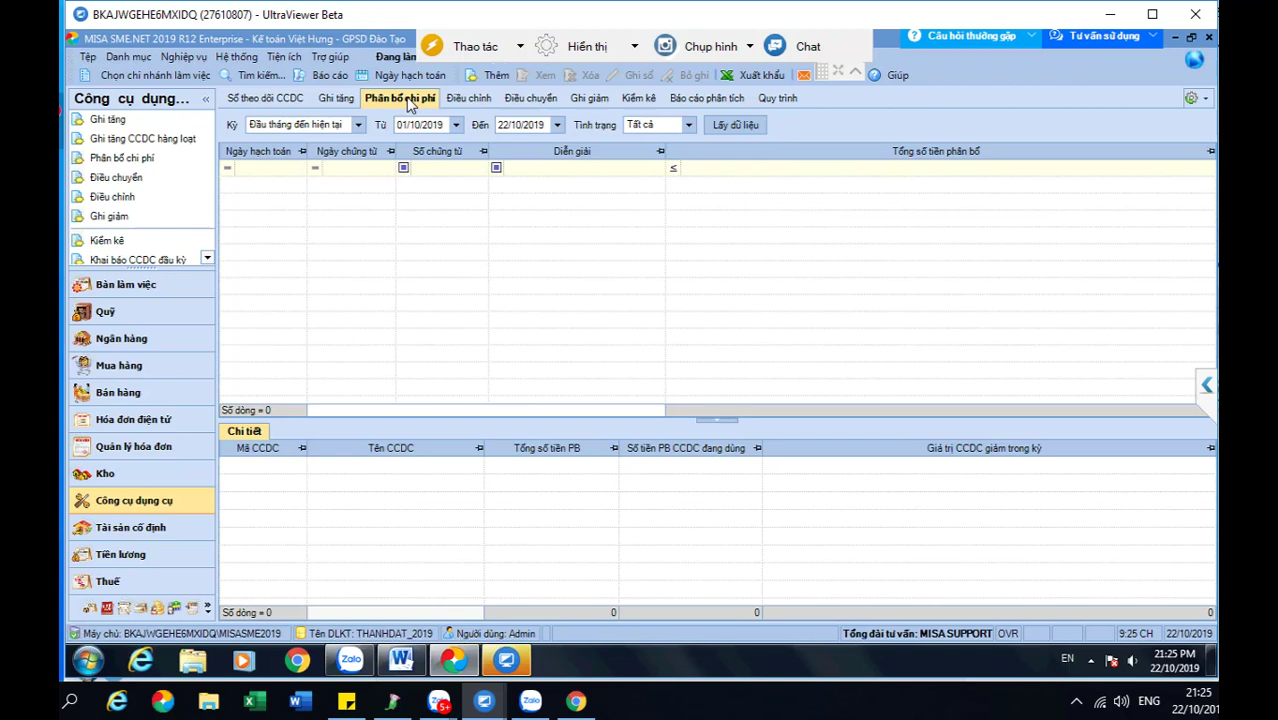 BKAJWGEHE6MXIDQ (27610807) - UltraViewer Beta
MISA SME.NET 2019 R12 Enterprise - Kế toán Việt Hưng - GPSD Đào Tạo
Thao tác Hiển thị Chụp hình Chat
Câu hỏi thường gặp Tư vấn sử dụng
Tệp Danh mục Nghiệp vụ Hệ thống Tiện ích Trợ giúp Đang làm
Chọn chi nhánh làm việc Tìm kiếm... Báo cáo Ngày hạch toán Thêm Xem Xóa Ghi sổ Bỏ ghi Xuất khẩu Giúp
Công cụ dụng... «
Sổ theo dõi CCDC Ghi tăng Phân bổ chi phí Điều chỉnh Điều chuyển Ghi giảm Kiểm kê Báo cáo phân tích Quy trình
Kỳ Đầu tháng đến hiện tại Từ 01/10/2019 Đến 22/10/2019 Tình trạng Tất cả Lấy dữ liệu
Ngày hạch toán Ngày chứng từ Số chứng từ Diễn giải Tổng số tiền phân bổ
= = ≤
Ghi tăng
Ghi tăng CCDC hàng loạt
Phân bổ chi phí
Điều chuyển
Điều chỉnh
Ghi giảm
Kiểm kê
Khai báo CCDC đầu kỳ
Bàn làm việc
Quỹ
Ngân hàng
Mua hàng
Bán hàng
Hóa đơn điện tử
Quản lý hóa đơn
Kho
Công cụ dụng cụ
Tài sản cố định
Tiền lương
Thuế
Số dòng = 0
Chi tiết
Mã CCDC Tên CCDC Tổng số tiền PB Số tiền PB CCDC đang dùng Giá trị CCDC giảm trong kỳ
Số dòng = 0 0 0 0
Máy chủ: BKAJWGEHE6MXIDQ\MISASME2019 Tên DLKT: THANHDAT_2019 Người dùng: Admin Tổng đài tư vấn: MISA SUPPORT OVR 9:25 CH 22/10/2019
Zalo EN 21:25 PM
22/10/2019
5+ Zalo ENG 21:25
22/10/20